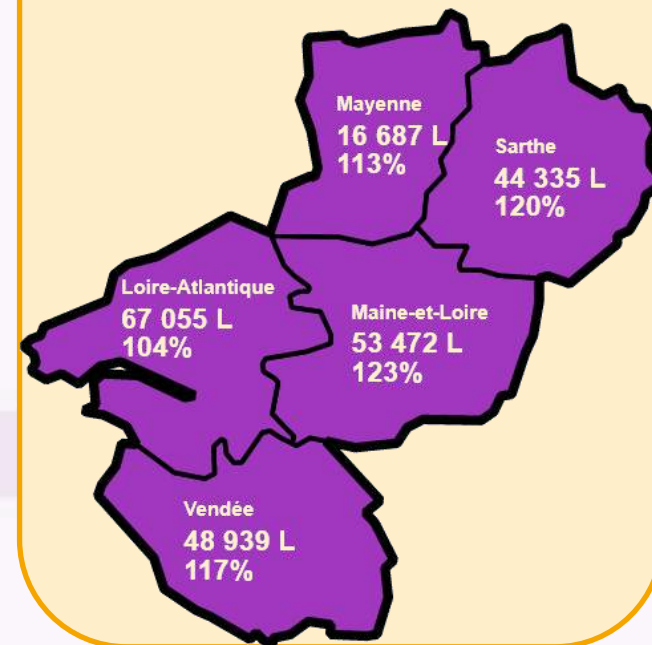 Mayenne
16 687 L
113%
Sarthe
44 335 L
120%
Loire-Atlantique
67 055 L
104%
Maine-et-Loire
53 472 L
123%
Vendée
48 939 L
117%